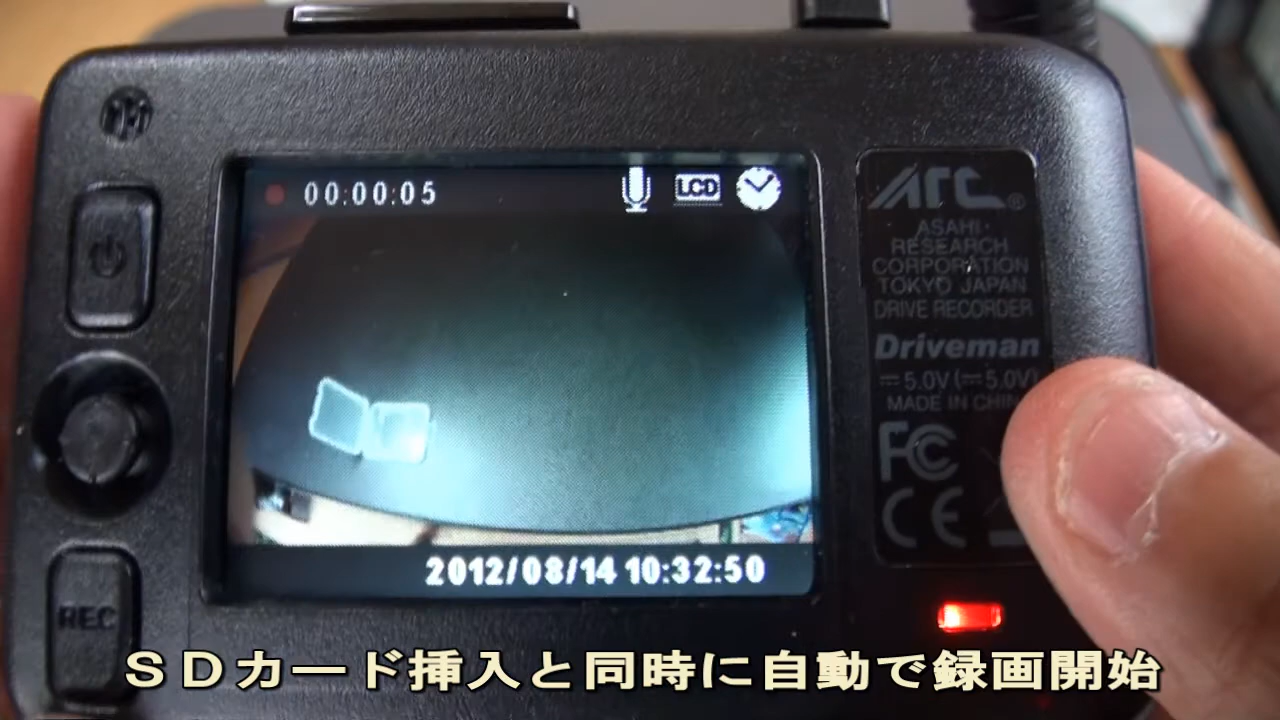 00:00:05
LCD
2012/08/14 10:32:50
REC
ARC®
ASAHI
RESEARCH
CORPORATION
TOKYO JAPAN
DRIVE RECORDER
Driveman
5.0V (⎓5.0V)
MADE IN CHIN
FC
CE
ＳＤカード挿入と同時に自動で録画開始